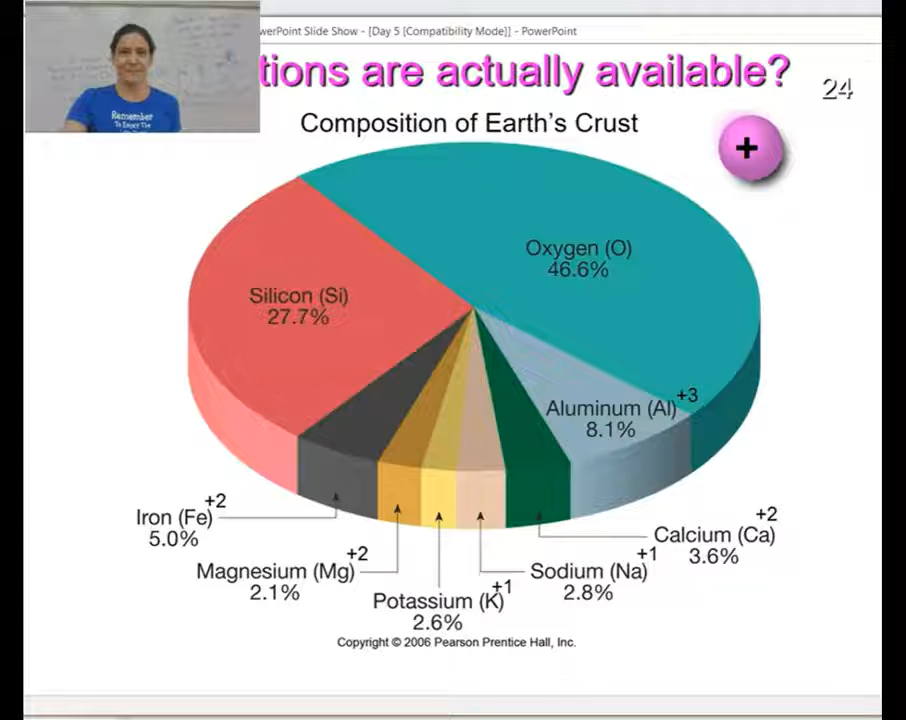 werPoint Slide Show - [Day 5 [Compatibility Mode]] - PowerPoint
tions are actually available?
24
Remember
Composition of Earth's Crust
+
Oxygen (O)
46.6%
Silicon (Si)
27.7%
Aluminum (Al)+3
8.1%
Iron (Fe)+2
5.0%
Magnesium (Mg)+2
2.1%
Potassium (K)+1
2.6%
Sodium (Na)+1
2.8%
Calcium (Ca)+2
3.6%
Copyright © 2006 Pearson Prentice Hall, Inc.